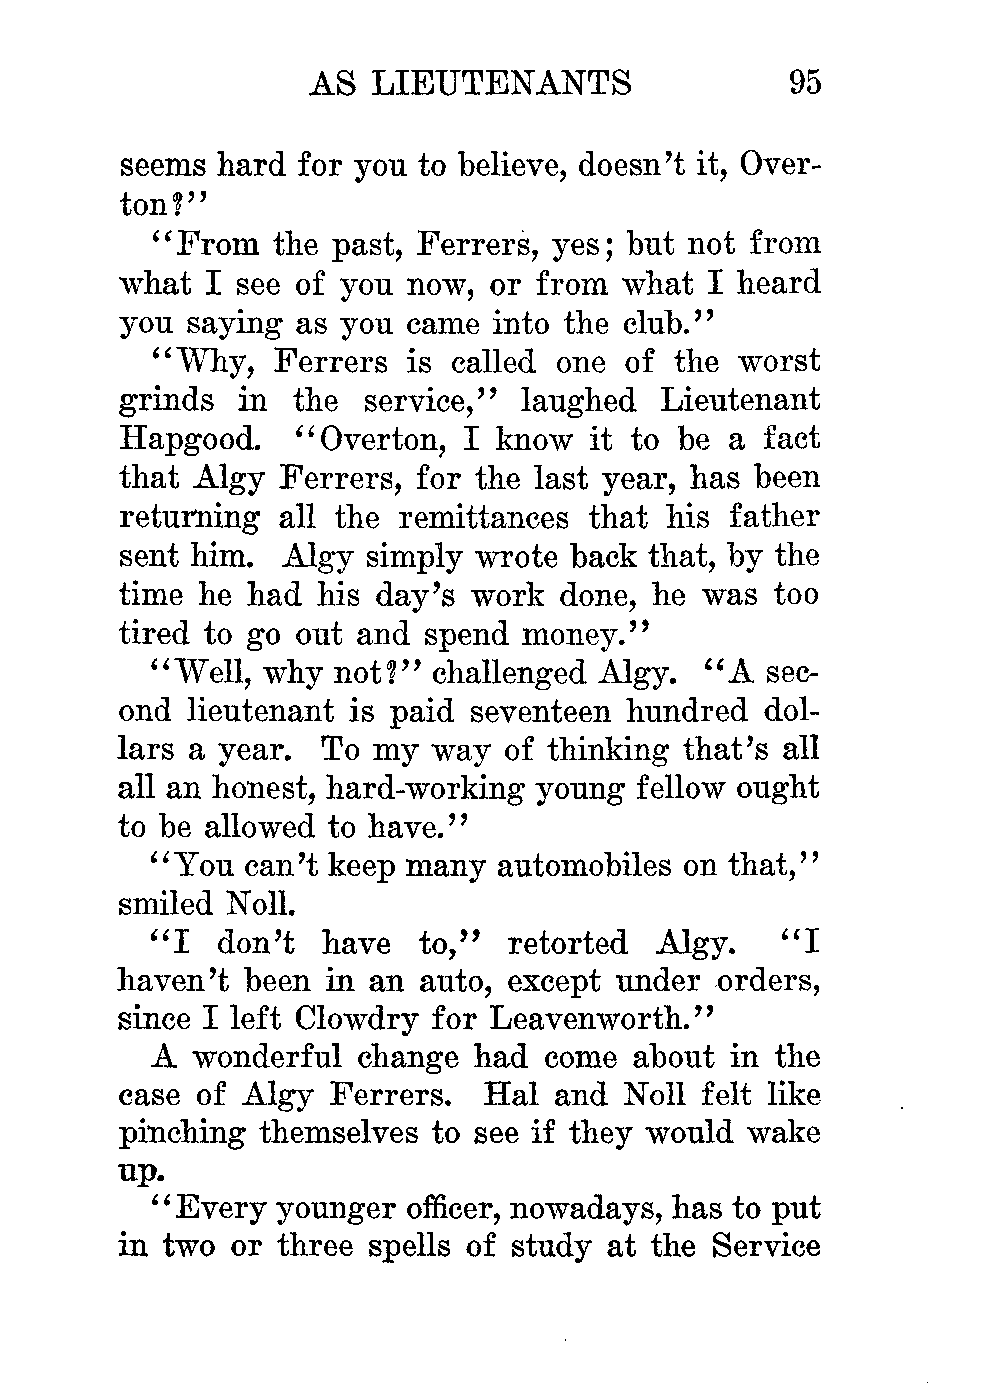 AS LIEUTENANTS 95
seems hard for you to believe, doesn't it, Over-
ton?"
"From the past, Ferrers, yes; but not from
what I see of you now, or from what I heard
you saying as you came into the club."
"Why, Ferrers is called one of the worst
grinds in the service," laughed Lieutenant
Hapgood. "Overton, I know it to be a fact
that Algy Ferrers, for the last year, has been
returning all the remittances that his father
sent him. Algy simply wrote back that, by the
time he had his day's work done, he was too
tired to go out and spend money."
"Well, why not?" challenged Algy. "A sec-
ond lieutenant is paid seventeen hundred dol-
lars a year. To my way of thinking that's all
all an honest, hard-working young fellow ought
to be allowed to have."
"You can't keep many automobiles on that,"
smiled Noll.
"I don't have to," retorted Algy. "I
haven't been in an auto, except under orders,
since I left Clowdry for Leavenworth."
A wonderful change had come about in the
case of Algy Ferrers. Hal and Noll felt like
pinching themselves to see if they would wake
up.
"Every younger officer, nowadays, has to put
in two or three spells of study at the Service